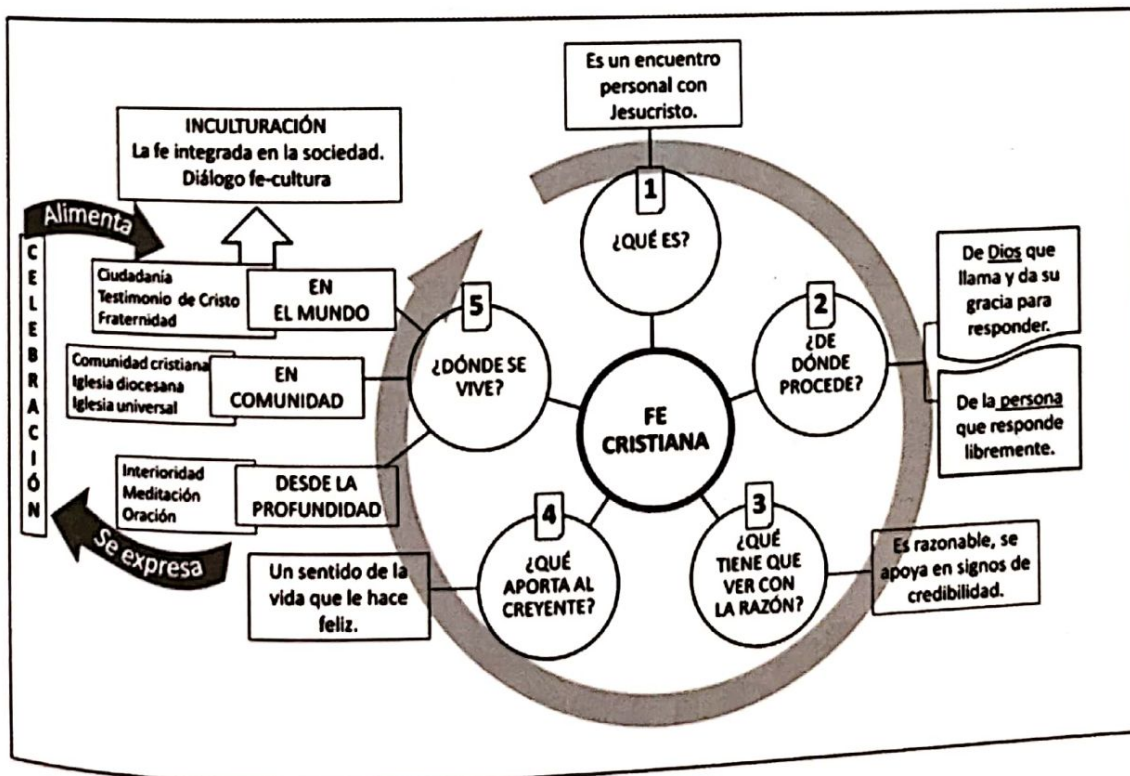 Es un encuentro
personal con
Jesucristo.
INCULTURACIÓN
La fe integrada en la sociedad.
Diálogo fe-cultura
1
¿QUÉ ES?
Alimenta
CELEBRACIÓN
Ciudadanía
Testimonio de Cristo
Fraternidad
EN
EL MUNDO
5
¿DÓNDE SE
VIVE?
2
¿DE
DÓNDE
PROCEDE?
De Dios que
llama y da su
gracia para
responder.
Comunidad cristiana
Iglesia diocesana
Iglesia universal
EN
COMUNIDAD
FE
CRISTIANA
De la persona
que responde
libremente.
Interioridad
Meditación
Oración
DESDE LA
PROFUNDIDAD
4
¿QUÉ
APORTA AL
CREYENTE?
3
¿QUÉ
TIENE QUE
VER CON
LA RAZÓN?
Es razonable, se
apoya en signos de
credibilidad.
Se expresa
Un sentido de la
vida que le hace
feliz.